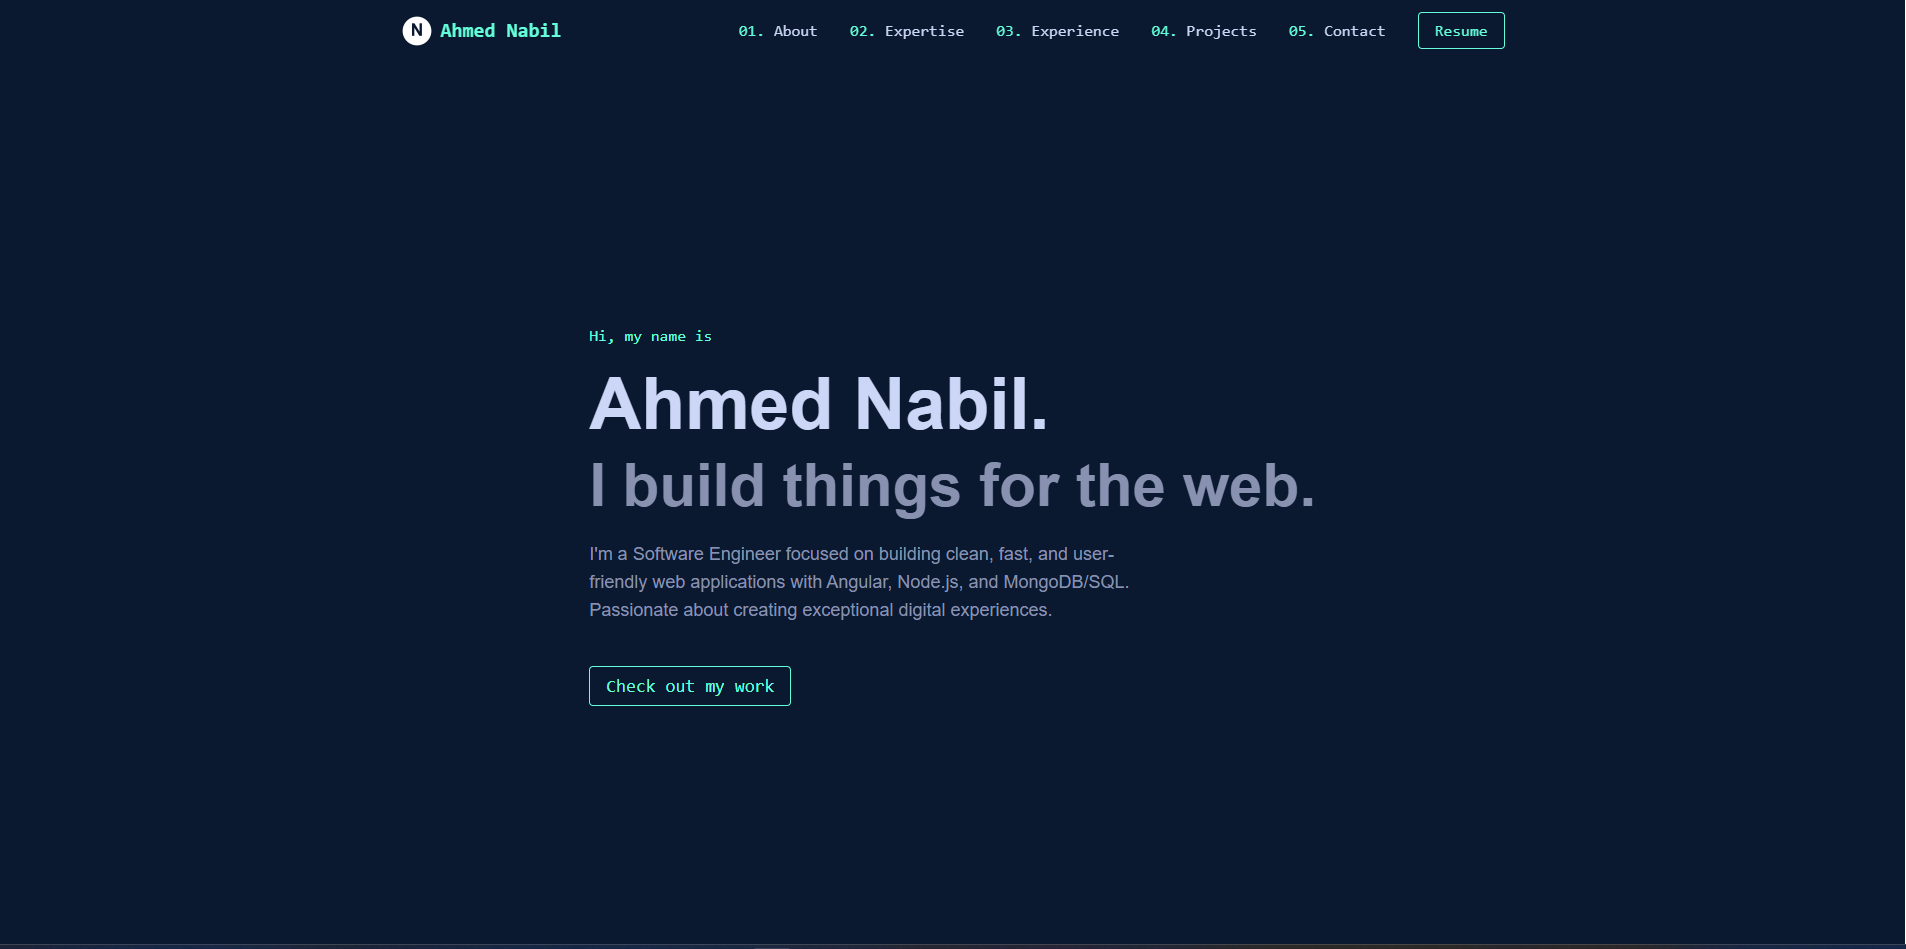 N Ahmed Nabil 01. About 02. Expertise 03. Experience 04. Projects 05. Contact Resume
Hi, my name is
Ahmed Nabil.
I build things for the web.
I'm a Software Engineer focused on building clean, fast, and user-
friendly web applications with Angular, Node.js, and MongoDB/SQL.
Passionate about creating exceptional digital experiences.
Check out my work